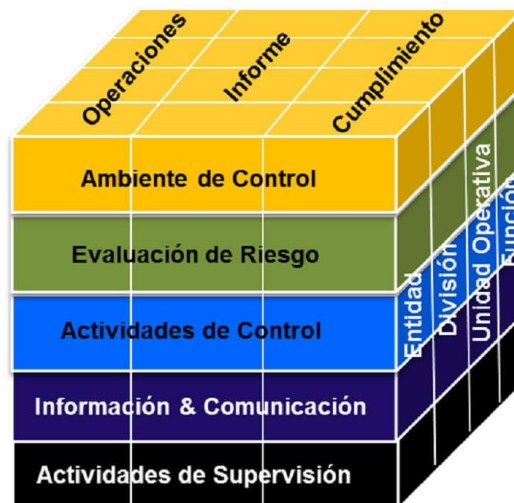 Operaciones
Informe
Cumplimiento
Ambiente de Control
Evaluación de Riesgo
Actividades de Control
Información & Comunicación
Actividades de Supervisión
Entidad
División
Unidad Operativa
Función